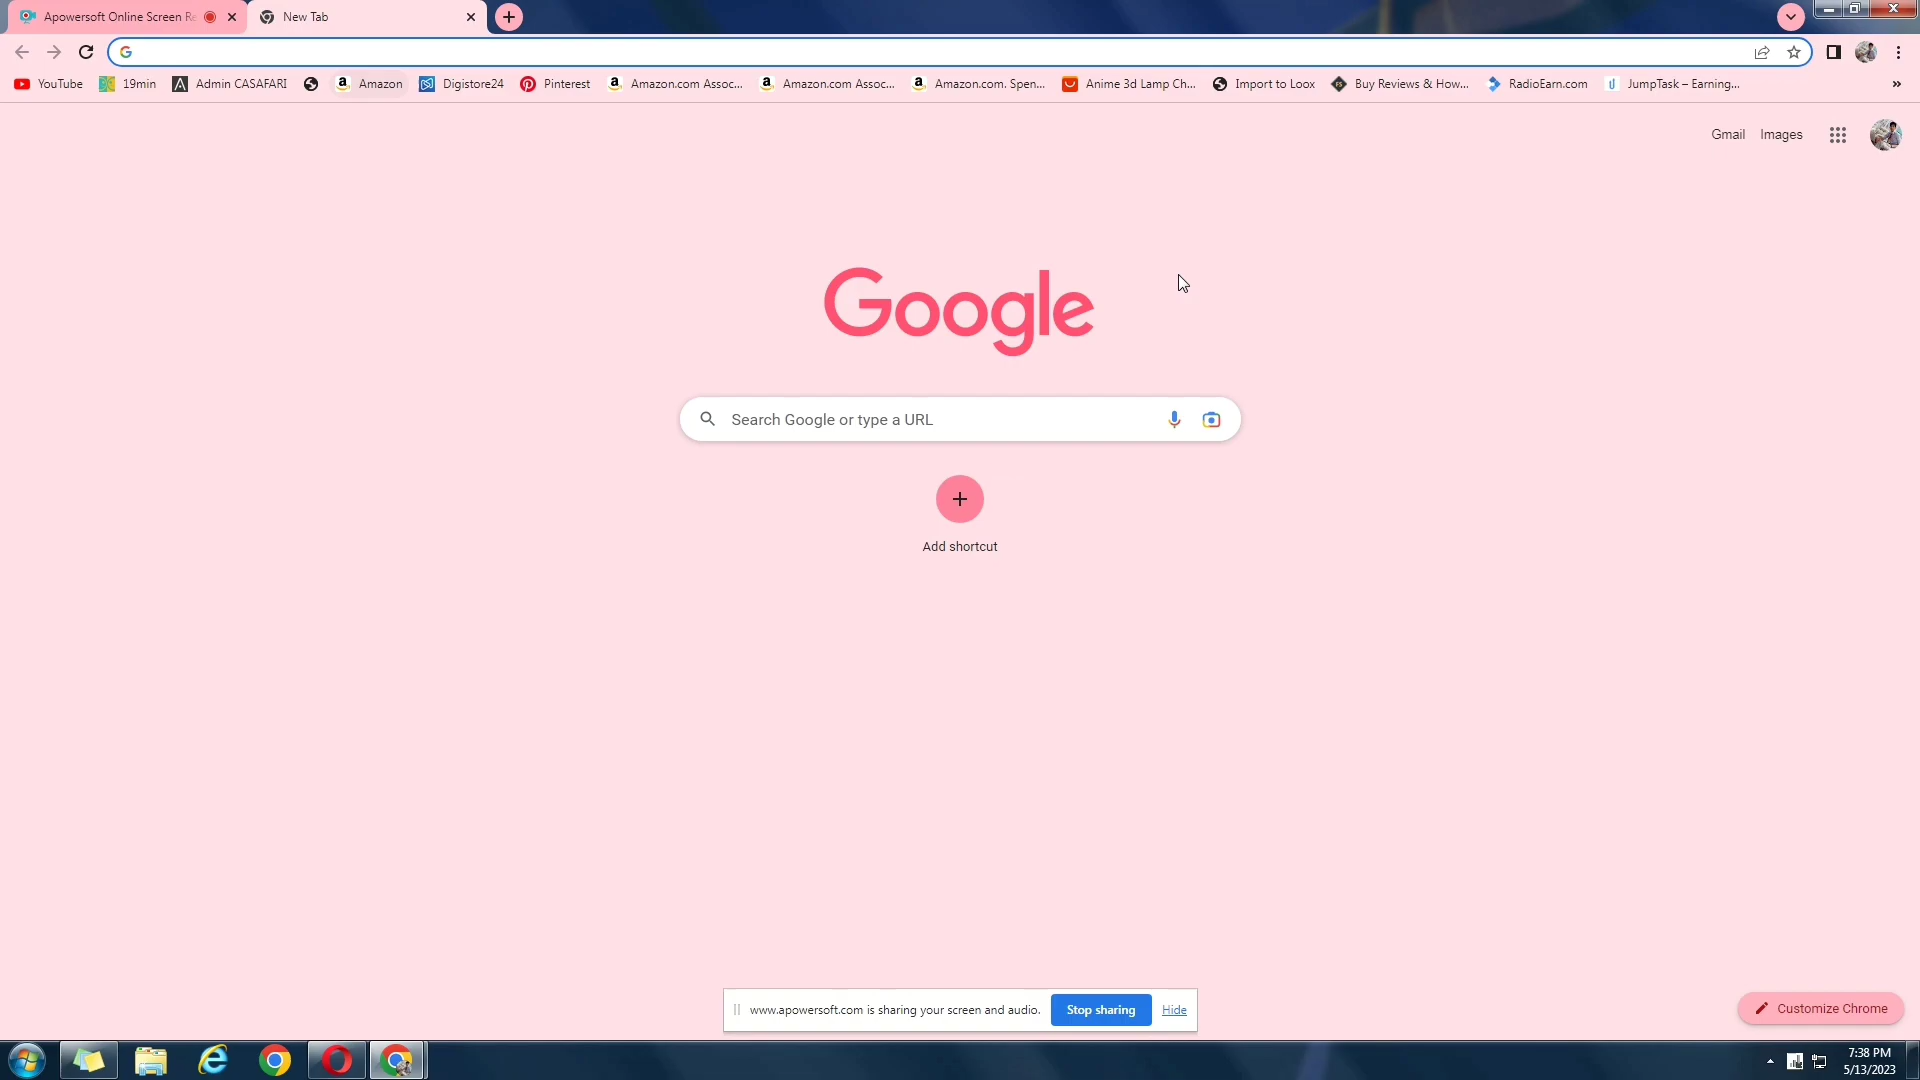 Apowersoft Online Screen Re
New Tab
YouTube
19min
Admin CASAFARI
Amazon
Digistore24
Pinterest
Amazon.com Assoc...
Amazon.com Assoc...
Amazon.com. Spen...
Anime 3d Lamp Ch...
Import to Loox
Buy Reviews & How...
RadioEarn.com
JumpTask – Earning...
»
Gmail
Images
Google
Search Google or type a URL
Add shortcut
www.apowersoft.com is sharing your screen and audio.
Stop sharing
Hide
Customize Chrome
7:38 PM
5/13/2023